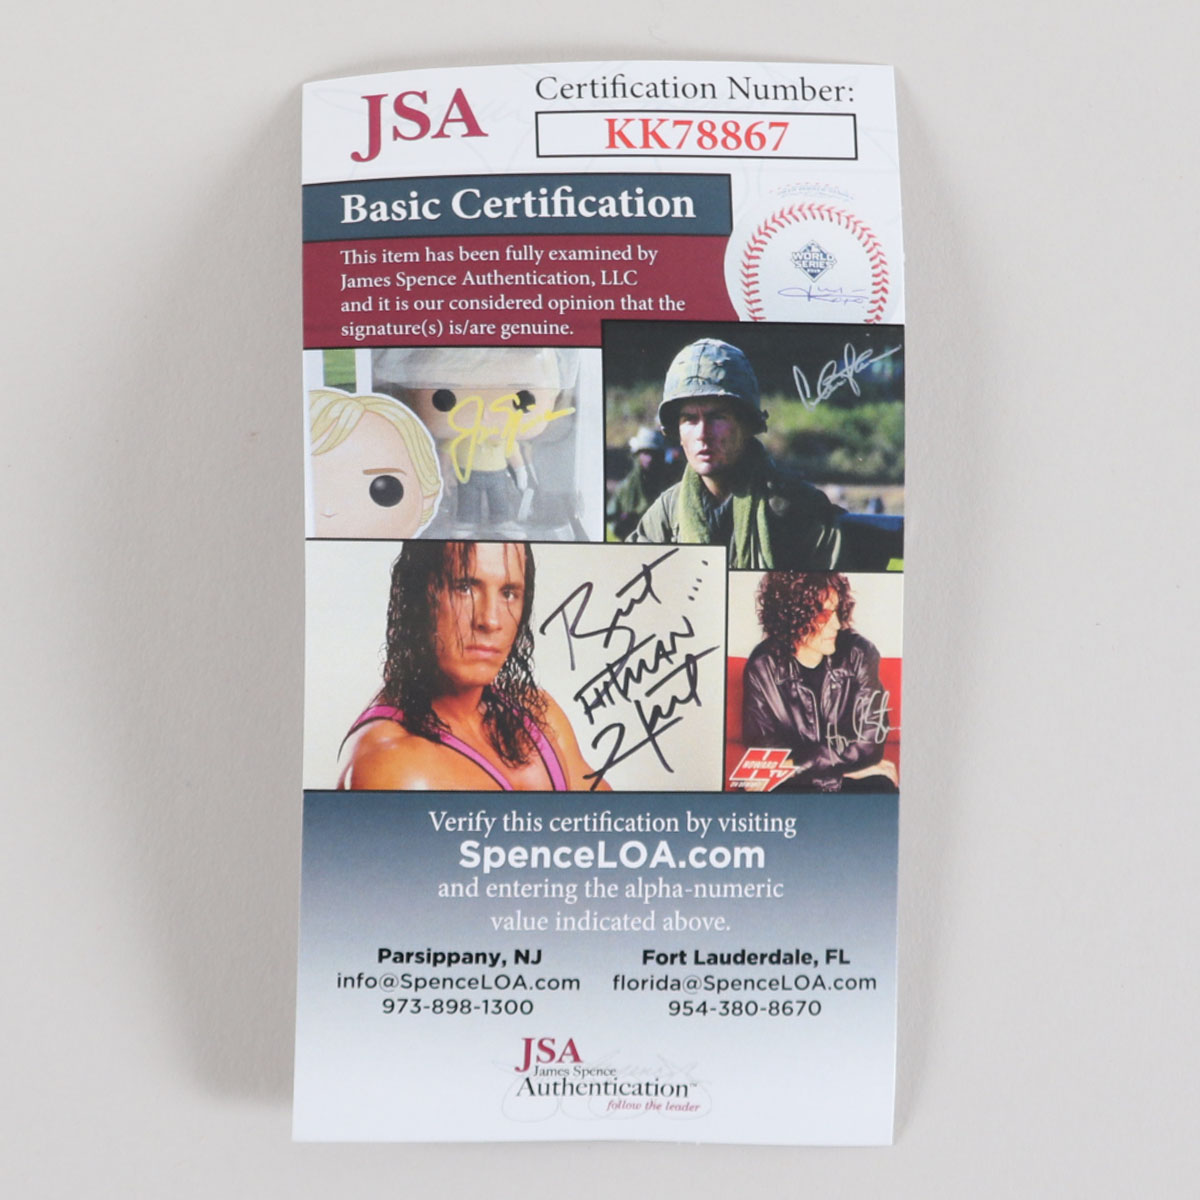 JSA
Certification Number:
KK78867
Basic Certification
This item has been fully examined by
James Spence Authentication, LLC
and it is our considered opinion that the
signature(s) is/are genuine.
WORLD
SERIES
Bret
HITMAN
Hart
HOWARD
TV
Verify this certification by visiting
SpenceLOA.com
and entering the alpha-numeric
value indicated above.
Parsippany, NJ
info@SpenceLOA.com
973-898-1300
Fort Lauderdale, FL
florida@SpenceLOA.com
954-380-8670
JSA
James Spence
Authentication™
follow the leader